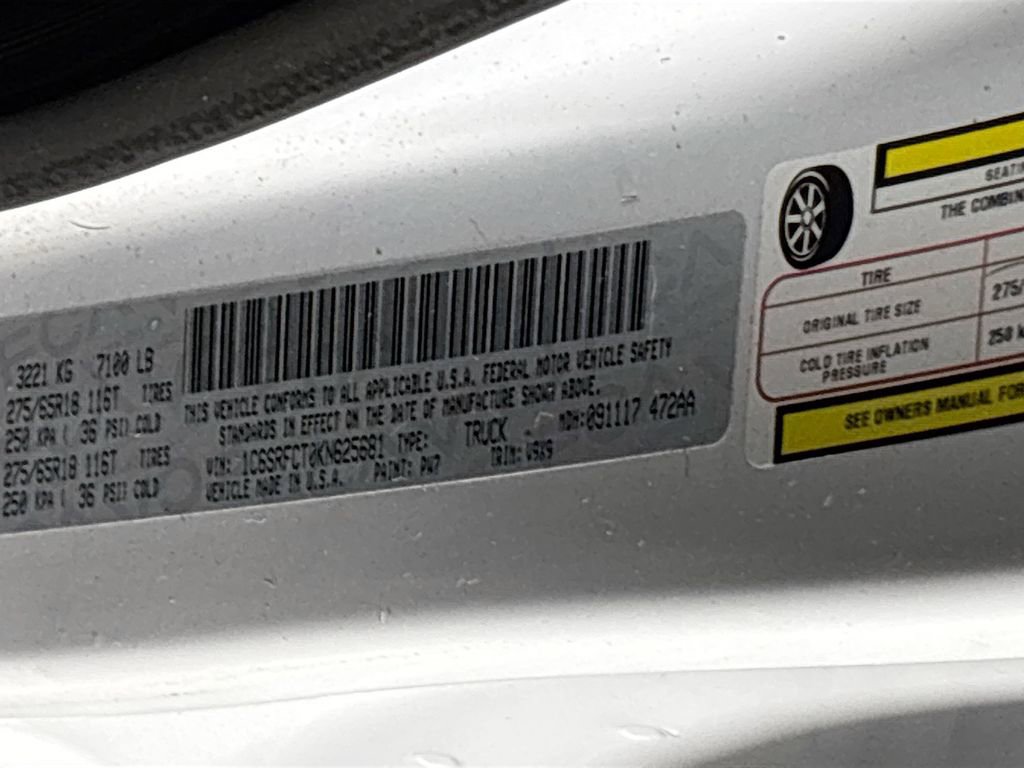 3221 KG 7100 LB
275/65R18 116T TIRES
250 KPA ( 36 PSI) COLD
275/65R18 116T TIRES
250 KPA ( 36 PSI) COLD
THIS VEHICLE CONFORMS TO ALL APPLICABLE U.S.A. FEDERAL MOTOR VEHICLE SAFETY
STANDARDS IN EFFECT ON THE DATE OF MANUFACTURE SHOWN ABOVE.
VIN: 1C6SRFCT0KN625681 TYPE: TRUCK MDH:091117 472AA
VEHICLE MADE IN U.S.A. PAINT: PW7 TRIM: V9X9
SEATIN
THE COMBIN
TIRE
ORIGINAL TIRE SIZE 275/
COLD TIRE INFLATION
PRESSURE 250 k
SEE OWNERS MANUAL FOR